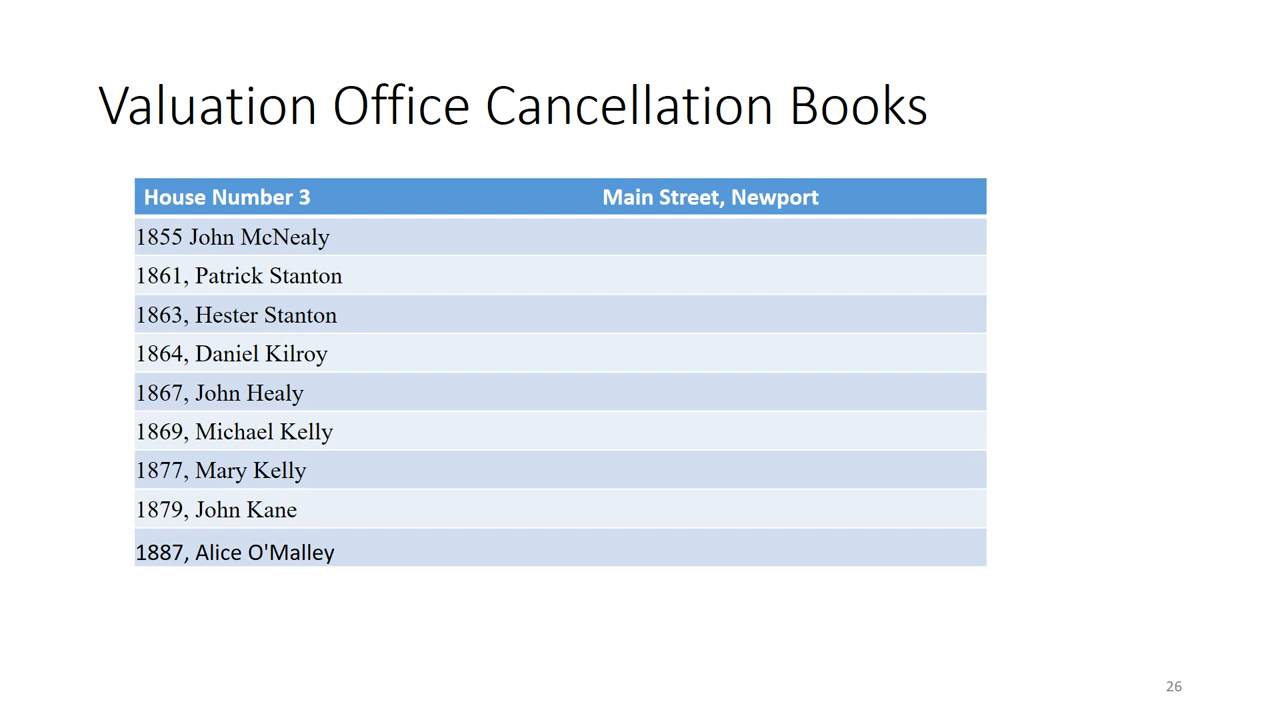 Valuation Office Cancellation Books
House Number 3 Main Street, Newport
1855 John McNealy
1861, Patrick Stanton
1863, Hester Stanton
1864, Daniel Kilroy
1867, John Healy
1869, Michael Kelly
1877, Mary Kelly
1879, John Kane
1887, Alice O'Malley
26